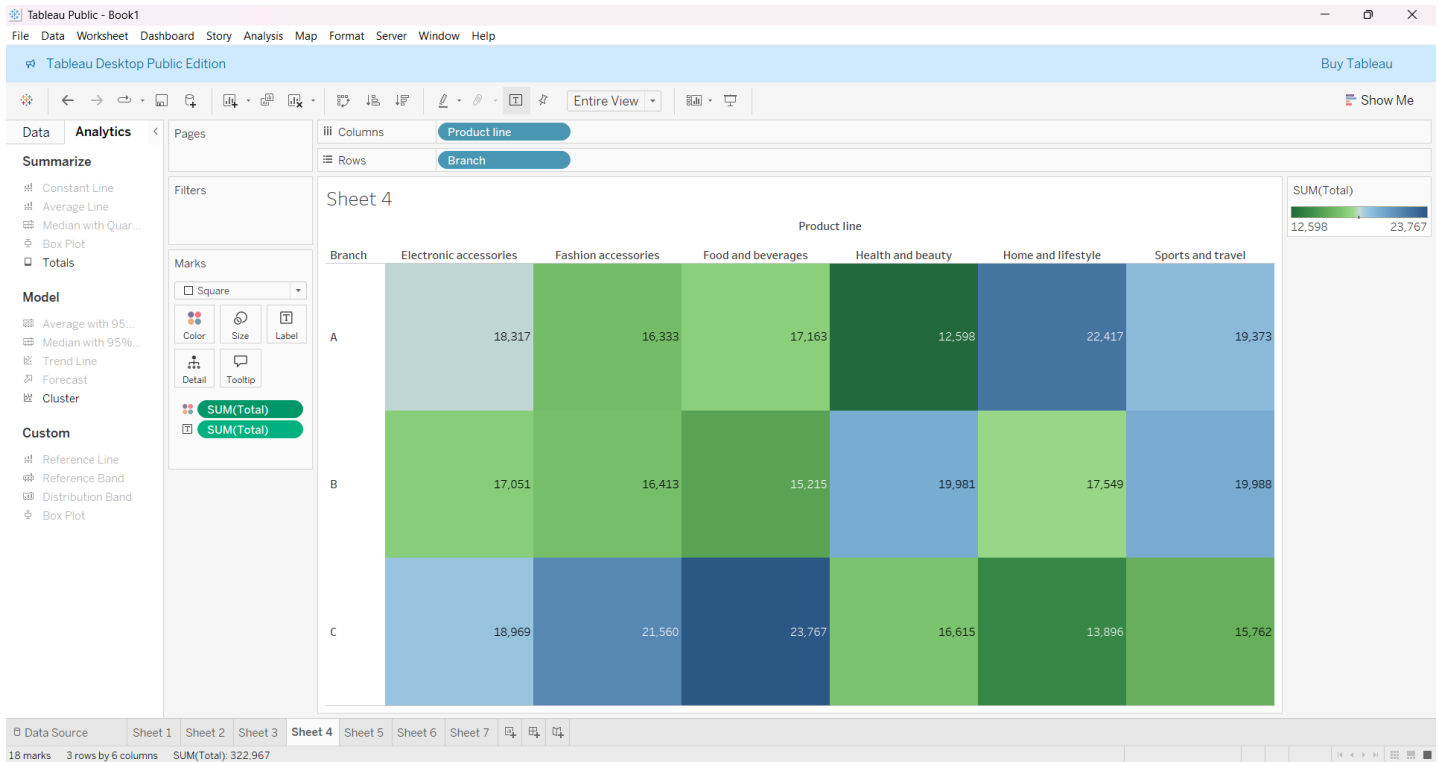 Tableau Public - Book1
File Data Worksheet Dashboard Story Analysis Map Format Server Window Help
Tableau Desktop Public Edition Buy Tableau
Entire View Show Me
Data Analytics
Summarize
Constant Line
Average Line
Median with Quar...
Box Plot
Totals
Model
Average with 95...
Median with 95%...
Trend Line
Forecast
Cluster
Custom
Reference Line
Reference Band
Distribution Band
Box Plot
Pages
Filters
Marks
Square
Color Size Label
Detail Tooltip
SUM(Total)
SUM(Total)
Columns Product line
Rows Branch
Sheet 4
Product line
Branch Electronic accessories Fashion accessories Food and beverages Health and beauty Home and lifestyle Sports and travel
A 18,317 16,333 17,163 12,598 22,417 19,373
B 17,051 16,413 15,215 19,981 17,549 19,988
C 18,969 21,560 23,767 16,615 13,896 15,762
SUM(Total)
12,598 23,767
Data Source Sheet 1 Sheet 2 Sheet 3 Sheet 4 Sheet 5 Sheet 6 Sheet 7
18 marks 3 rows by 6 columns SUM(Total): 322,967